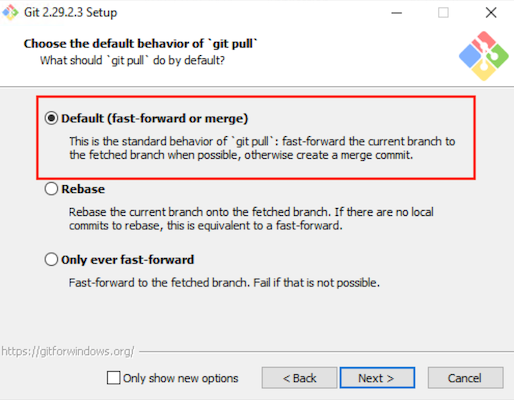 Git 2.29.2.3 Setup
Choose the default behavior of `git pull`
What should `git pull` do by default?
Default (fast-forward or merge)
This is the standard behavior of `git pull`: fast-forward the current branch to
the fetched branch when possible, otherwise create a merge commit.
Rebase
Rebase the current branch onto the fetched branch. If there are no local
commits to rebase, this is equivalent to a fast-forward.
Only ever fast-forward
Fast-forward to the fetched branch. Fail if that is not possible.
https://gitforwindows.org/
Only show new options
< Back
Next >
Cancel